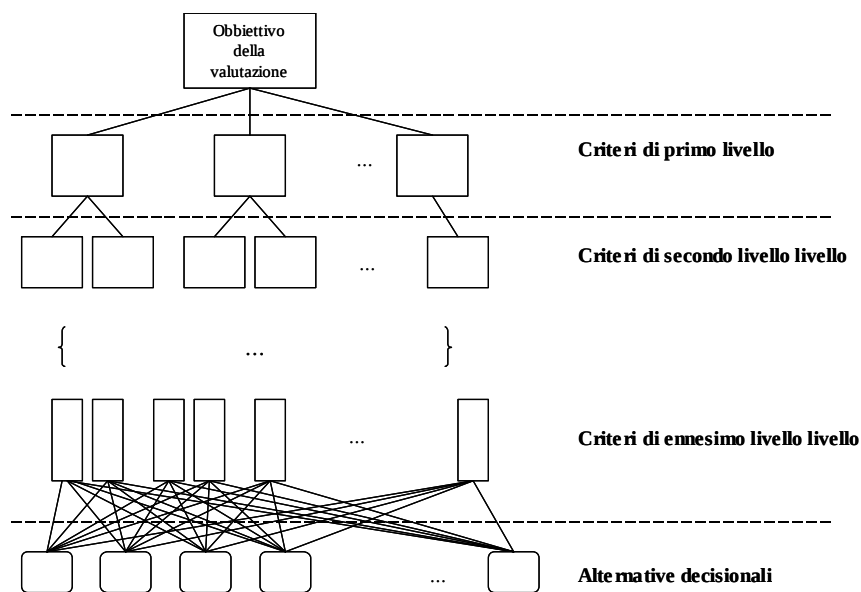 Obbiettivo
della
valutazione
... Criteri di primo livello
... Criteri di secondo livello livello
{ ... }
... Criteri di ennesimo livello livello
... Alternative decisionali